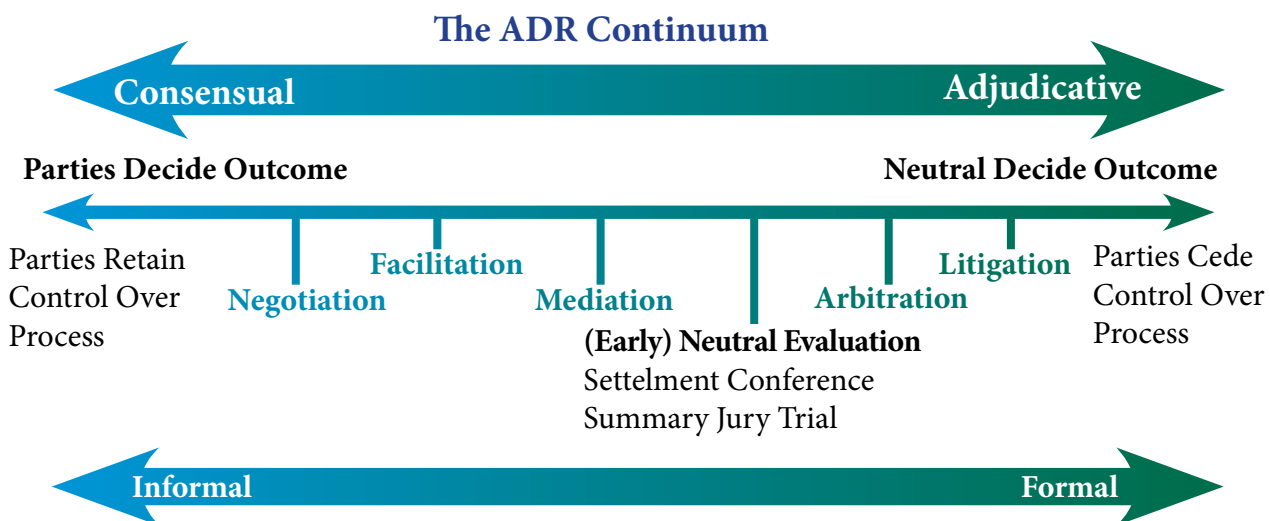 The ADR Continuum
Consensual
Adjudicative
Parties Decide Outcome
Neutral Decide Outcome
Parties Retain
Control Over
Process
Negotiation
Facilitation
Mediation
(Early) Neutral Evaluation
Settelment Conference
Summary Jury Trial
Arbitration
Litigation
Parties Cede
Control Over
Process
Informal
Formal